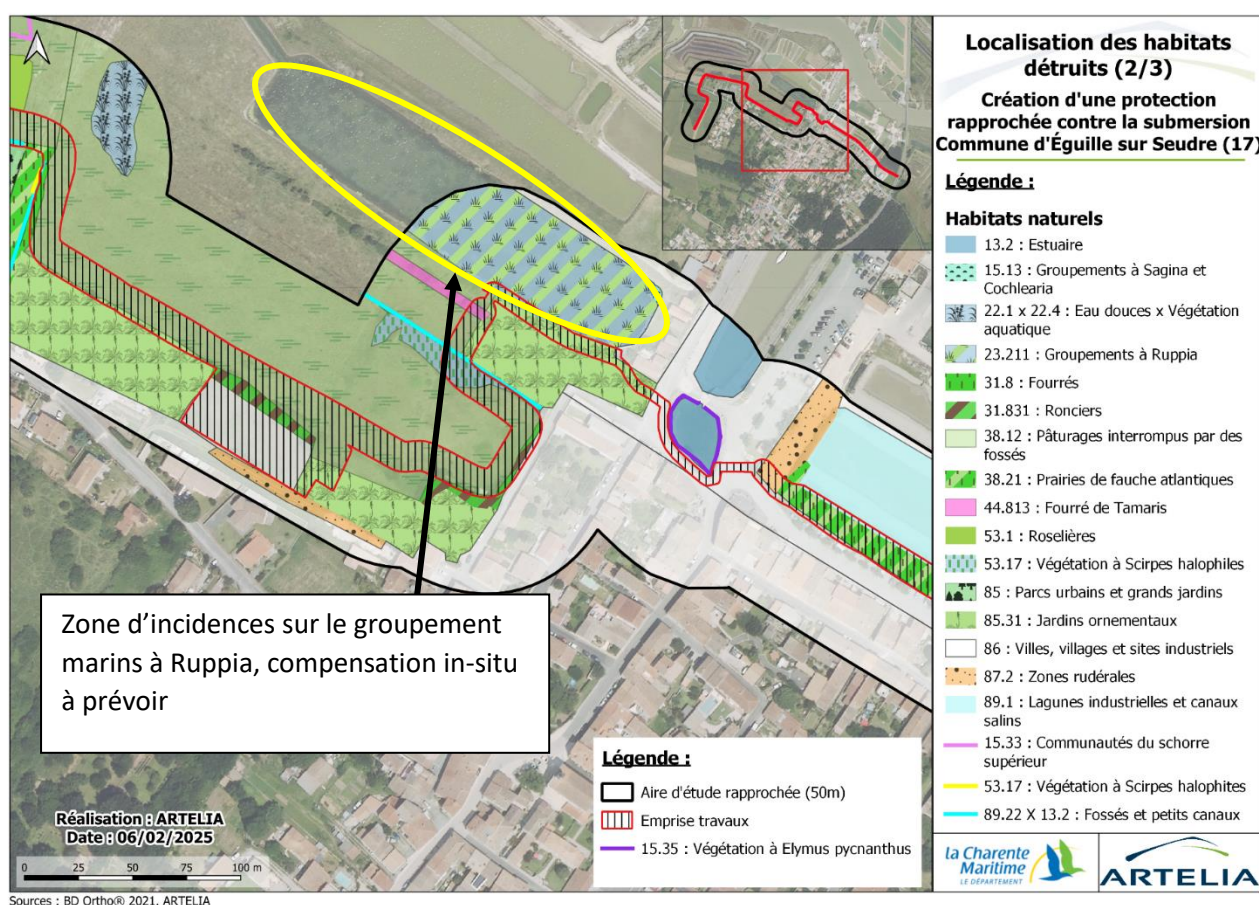 Localisation des habitats
détruits (2/3)
Création d'une protection
rapprochée contre la submersion
Commune d'Éguille sur Seudre (17)
Légende :
Habitats naturels
13.2 : Estuaire
15.13 : Groupements à Sagina et
Cochlearia
22.1 x 22.4 : Eau douces x Végétation
aquatique
23.211 : Groupements à Ruppia
31.8 : Fourrés
31.831 : Ronciers
38.12 : Pâturages interrompus par des
fossés
38.21 : Prairies de fauche atlantiques
44.813 : Fourré de Tamaris
53.1 : Roselières
53.17 : Végétation à Scirpes halophiles
85 : Parcs urbains et grands jardins
85.31 : Jardins ornementaux
86 : Villes, villages et sites industriels
87.2 : Zones rudérales
89.1 : Lagunes industrielles et canaux
salins
15.33 : Communautés du schorre
supérieur
53.17 : Végétation à Scirpes halophites
89.22 X 13.2 : Fossés et petits canaux
Zone d'incidences sur le groupement
marins à Ruppia, compensation in-situ
à prévoir
Légende :
Aire d'étude rapprochée (50m)
Emprise travaux
15.35 : Végétation à Elymus pycnanthus
Réalisation : ARTELIA
Date : 06/02/2025
0 25 50 75 100 m
la Charente
Maritime
LE DÉPARTEMENT
ARTELIA
Sources : BD Ortho® 2021, ARTELIA